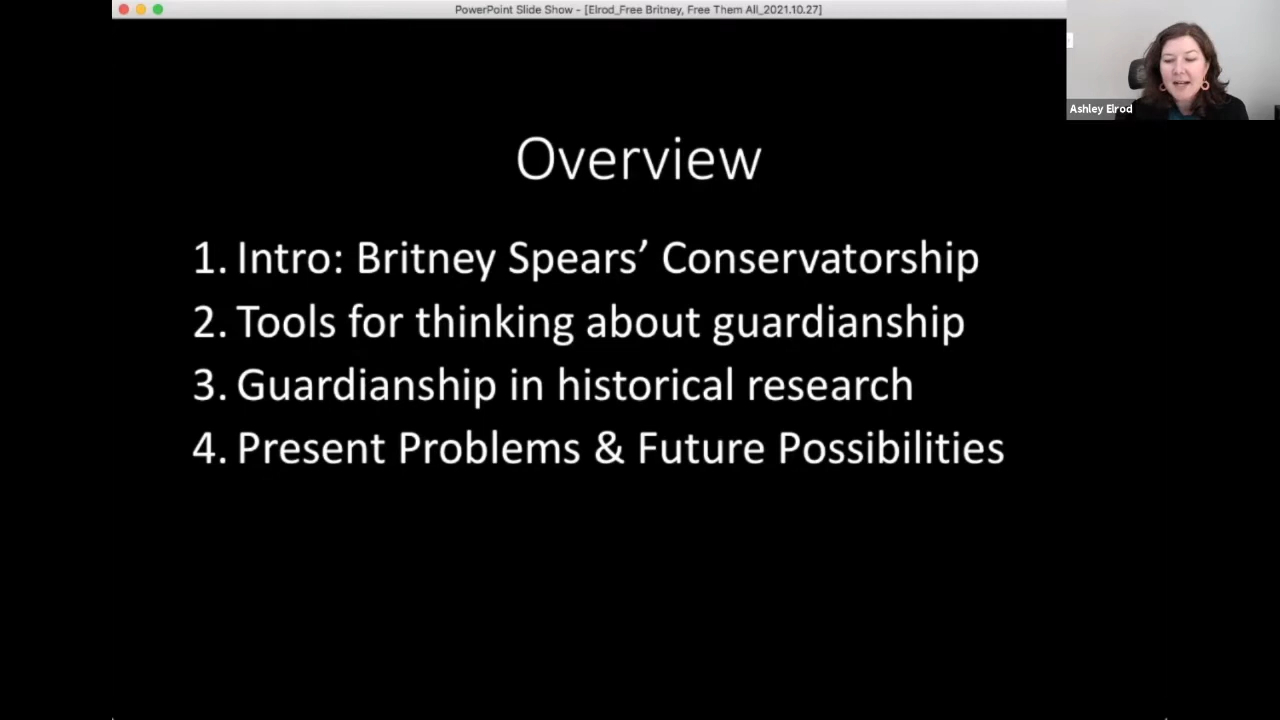 PowerPoint Slide Show - [Elrod_Free Britney, Free Them All_2021.10.27]
Ashley Elrod
Overview
1. Intro: Britney Spears’ Conservatorship
2. Tools for thinking about guardianship
3. Guardianship in historical research
4. Present Problems & Future Possibilities